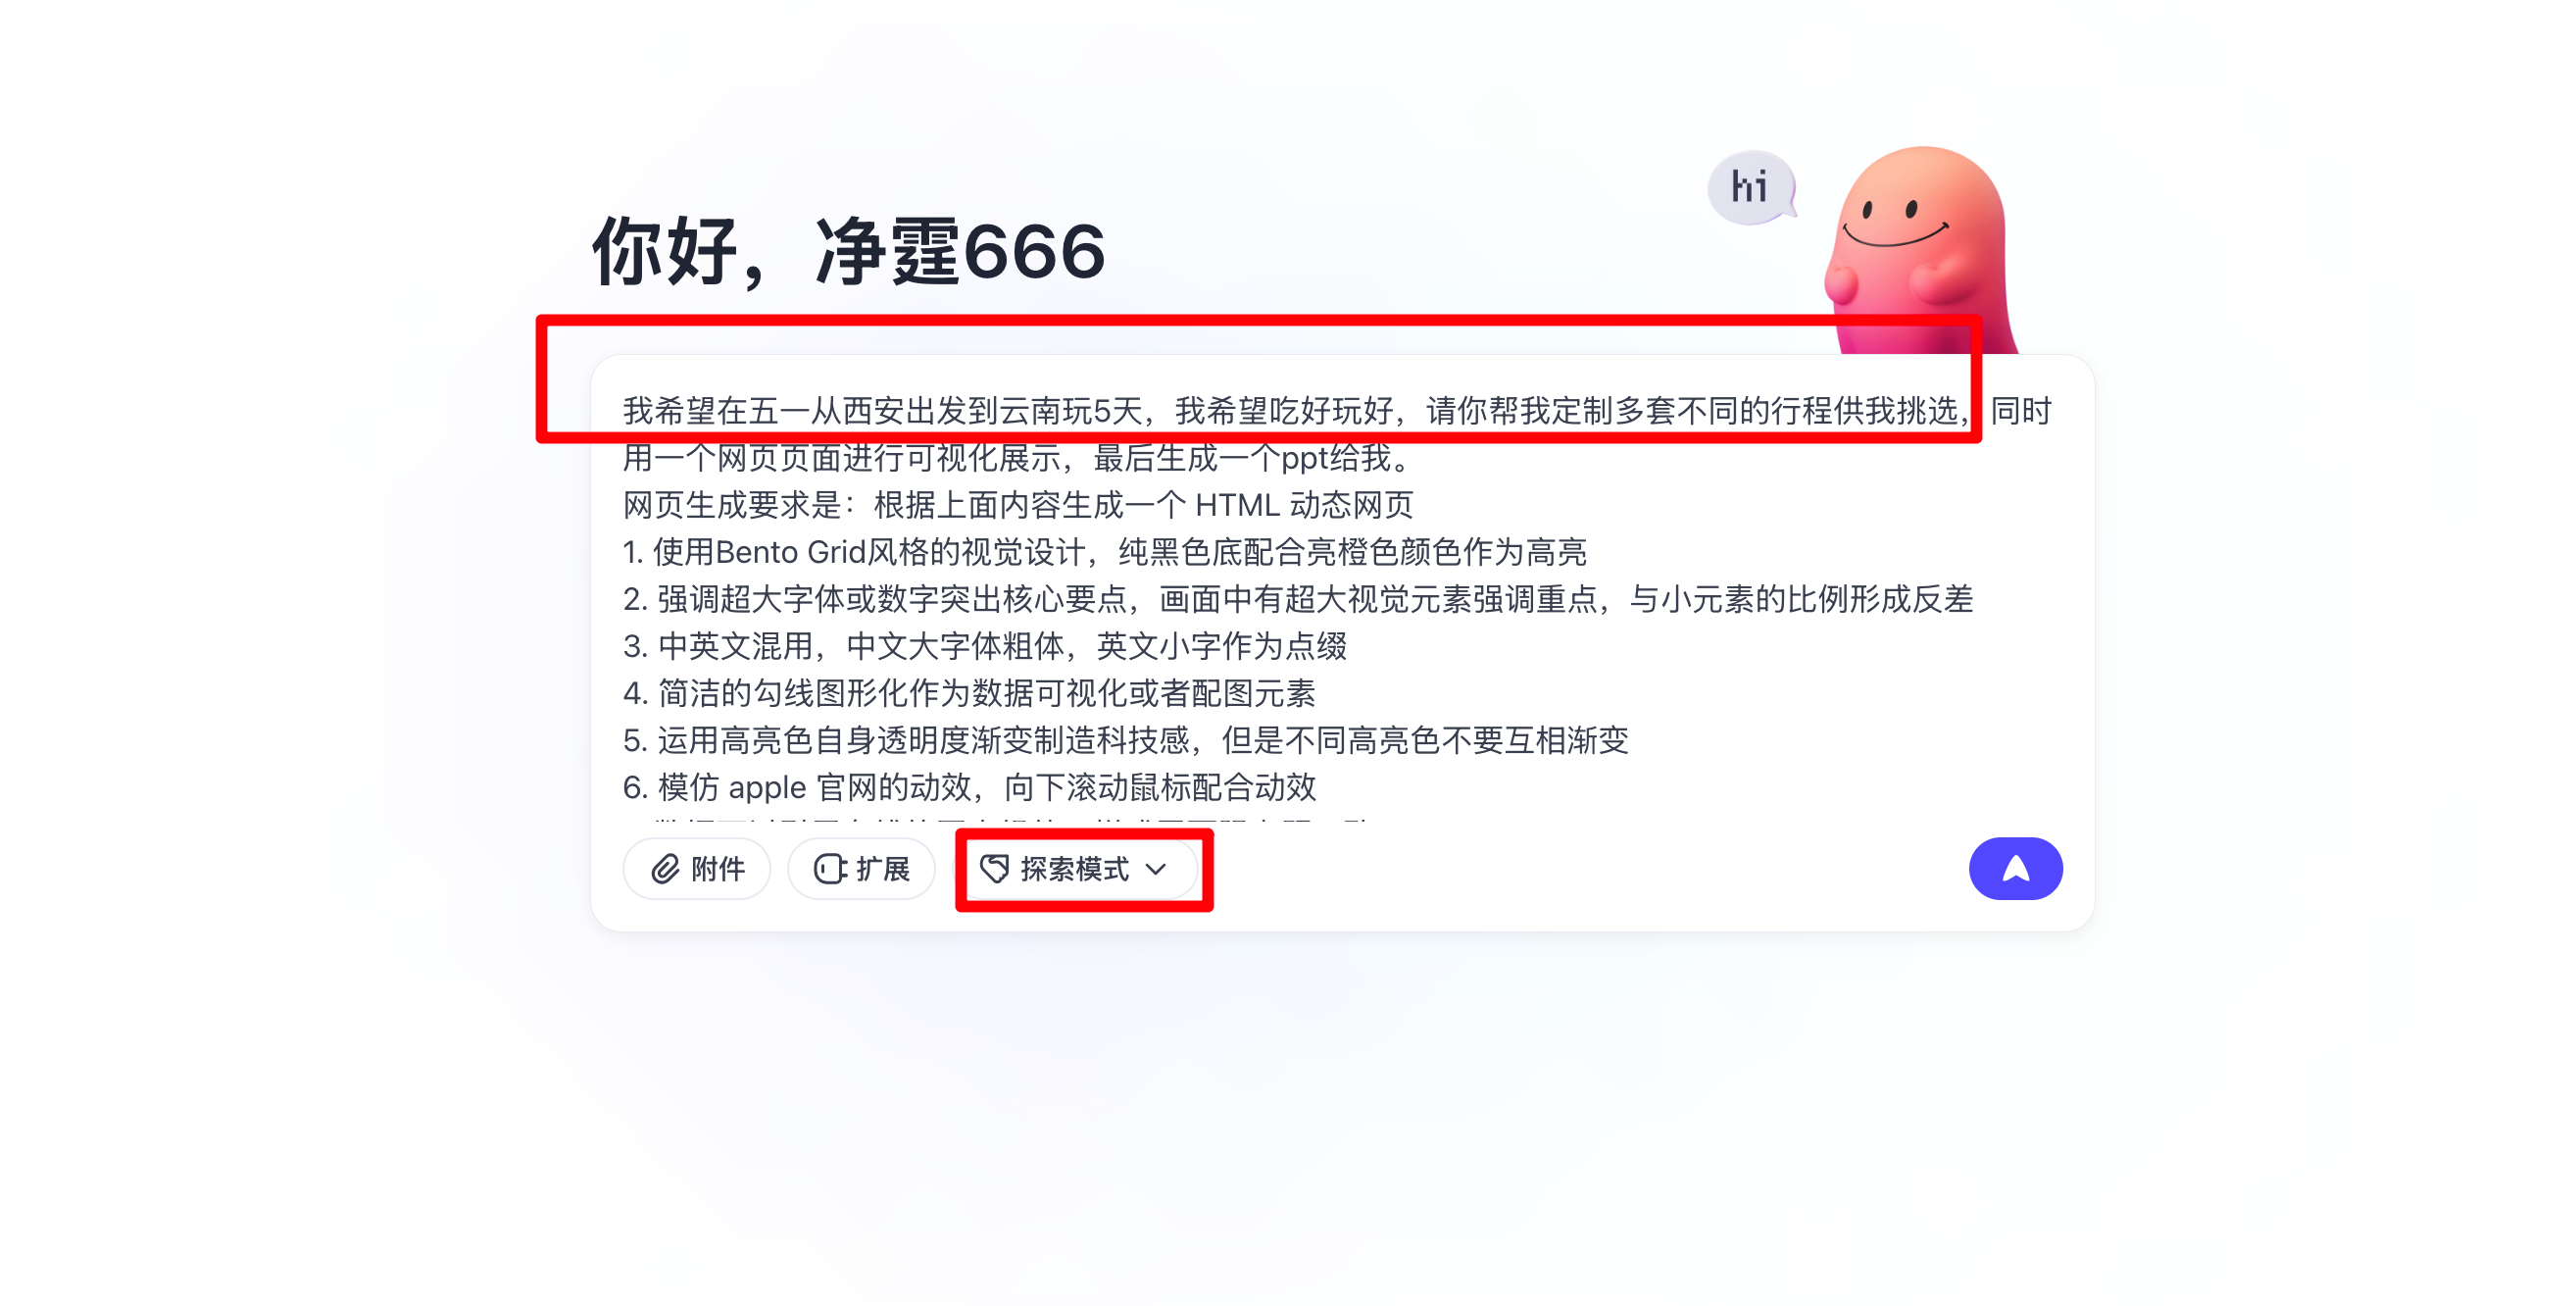 hi
你好，净霆666
我希望在五一从西安出发到云南玩5天，我希望吃好玩好，请你帮我定制多套不同的行程供我挑选，同时
用一个网页页面进行可视化展示，最后生成一个ppt给我。
网页生成要求是：根据上面内容生成一个 HTML 动态网页
1. 使用Bento Grid风格的视觉设计，纯黑色底配合亮橙色颜色作为高亮
2. 强调超大字体或数字突出核心要点，画面中有超大视觉元素强调重点，与小元素的比例形成反差
3. 中英文混用，中文大字体粗体，英文小字作为点缀
4. 简洁的勾线图形化作为数据可视化或者配图元素
5. 运用高亮色自身透明度渐变制造科技感，但是不同高亮色不要互相渐变
6. 模仿 apple 官网的动效，向下滚动鼠标配合动效
附件 扩展 探索模式